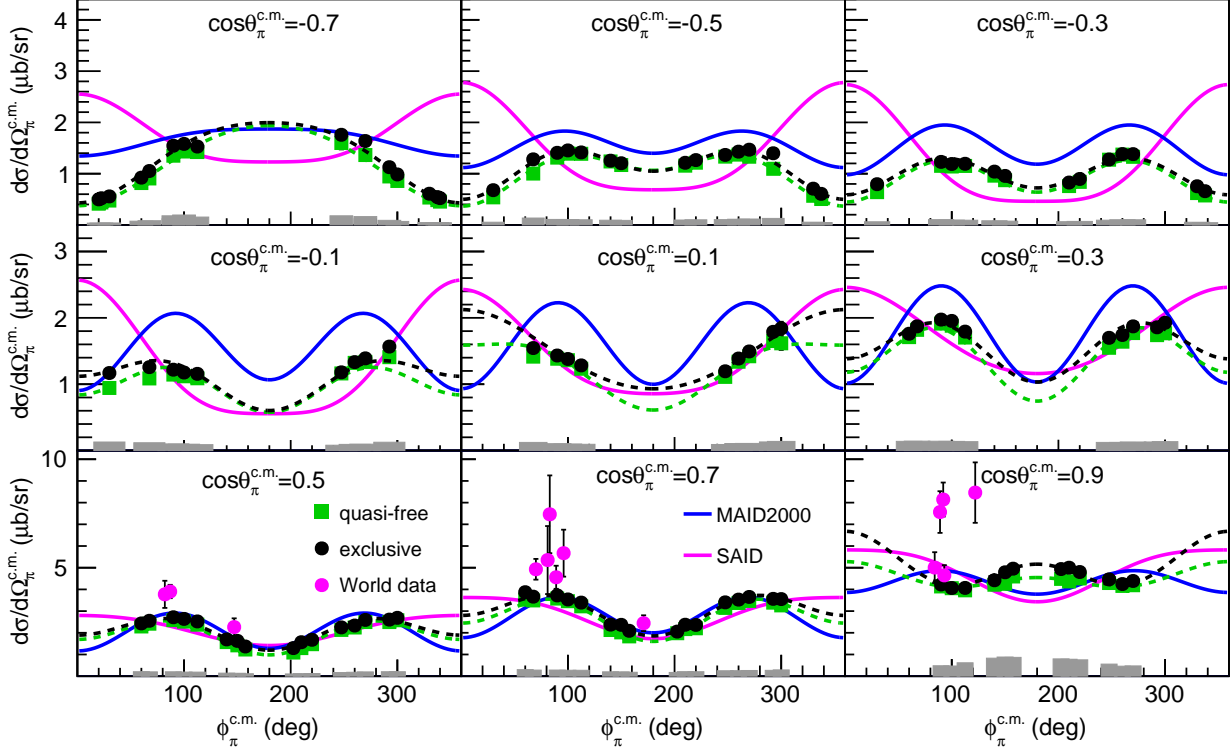 cosθπc.m.=-0.7
cosθπc.m.=-0.5
cosθπc.m.=-0.3
dσ/dΩπc.m. (μb/sr)
4
3
2
1
cosθπc.m.=-0.1
cosθπc.m.=0.1
cosθπc.m.=0.3
dσ/dΩπc.m. (μb/sr)
3
2
1
cosθπc.m.=0.5
cosθπc.m.=0.7
cosθπc.m.=0.9
dσ/dΩπc.m. (μb/sr)
10
5
quasi-free
exclusive
World data
MAID2000
SAID
100 200 300
100 200 300
100 200 300
ϕπc.m. (deg)
ϕπc.m. (deg)
ϕπc.m. (deg)